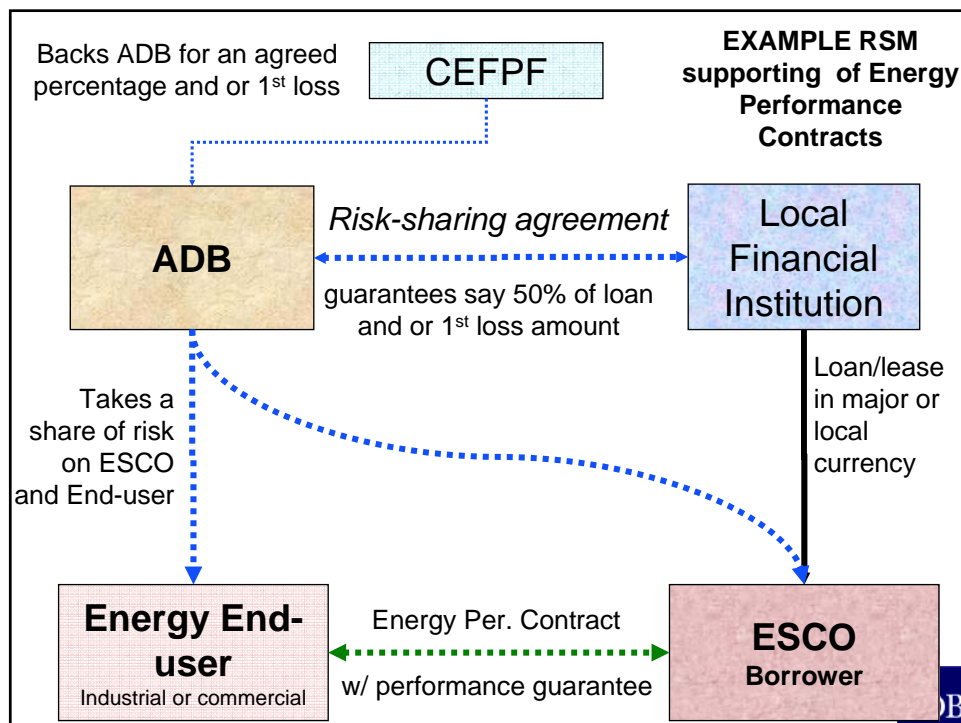 Backs ADB for an agreed
percentage and or 1st loss
CEFPF
EXAMPLE RSM
supporting of Energy
Performance
Contracts
ADB
Risk-sharing agreement
guarantees say 50% of loan
and or 1st loss amount
Local
Financial
Institution
Takes a
share of risk
on ESCO
and End-user
Loan/lease
in major or
local
currency
Energy End-
user
Industrial or commercial
Energy Per. Contract
w/ performance guarantee
ESCO
Borrower